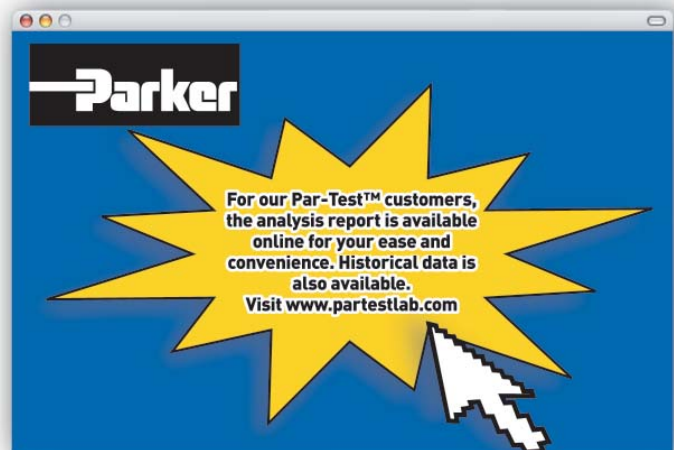 Parker
For our Par-Test™ customers,
the analysis report is available
online for your ease and
convenience. Historical data is
also available.
Visit www.partestlab.com